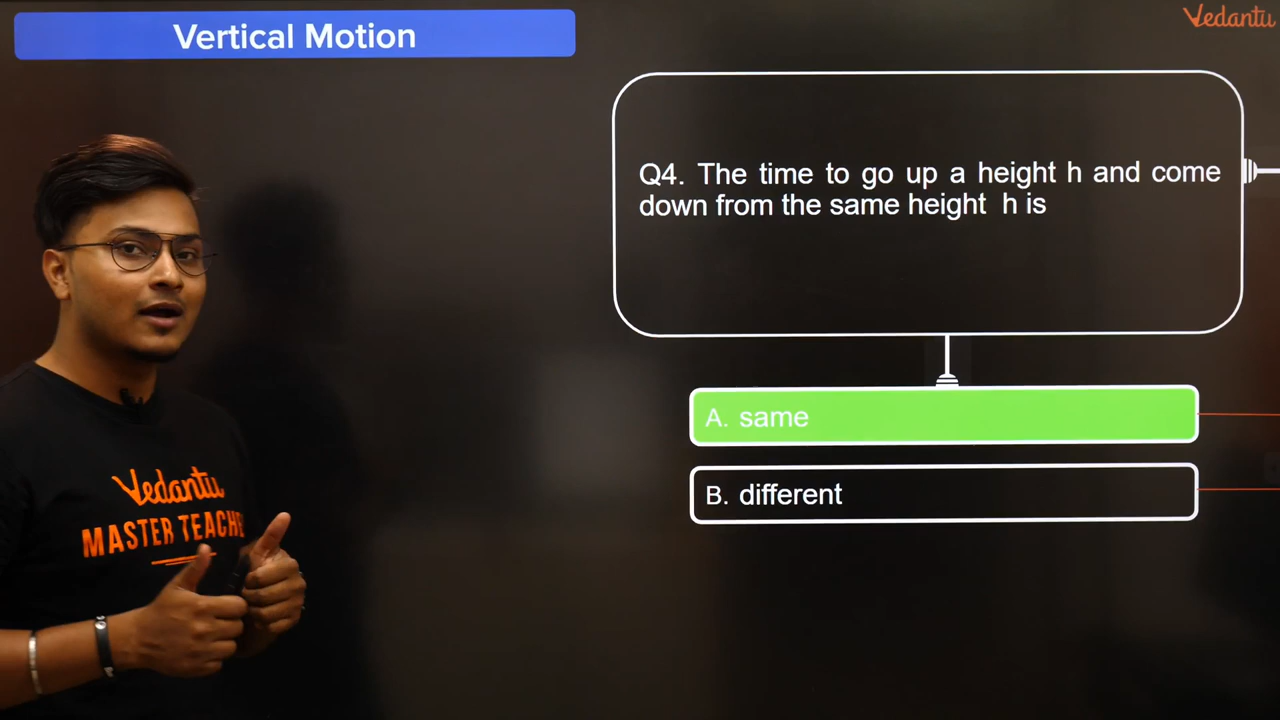 Vertical Motion
Vedantu
Q4. The time to go up a height h and come
down from the same height h is
A. same
B. different
Vedantu
MASTER TEACHE